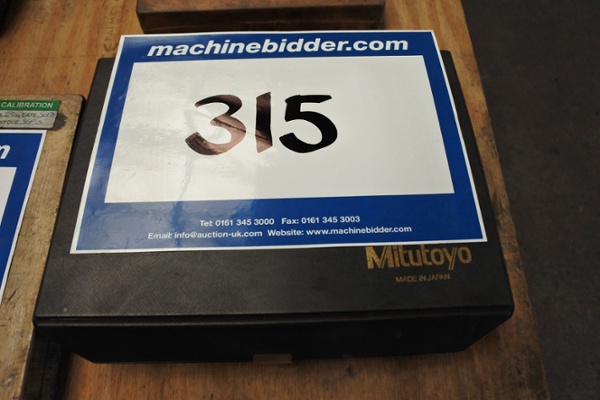 machinebidder.com
315
Tel: 0161 345 3000 Fax: 0161 345 3003
Email: info@auction-uk.com Website: www.machinebidder.com
Mitutoyo
MADE IN JAPAN
CALIBRATION
m